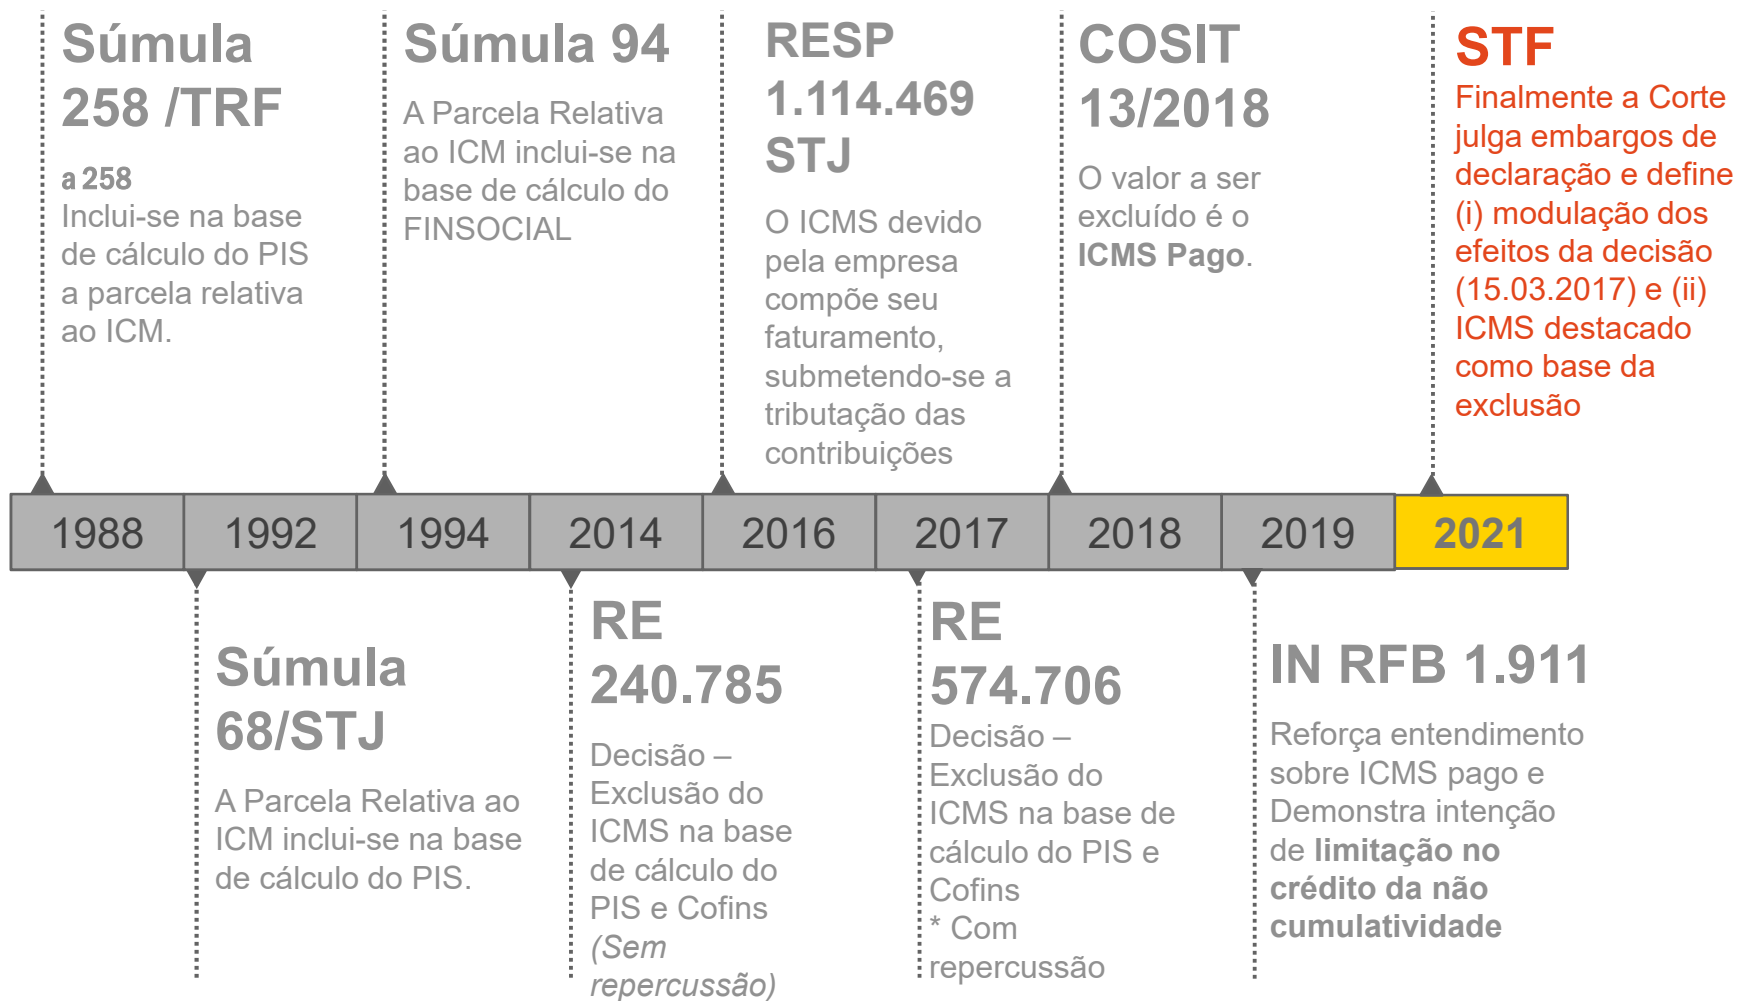 Súmula
258 /TRF
a 258
Inclui-se na base
de cálculo do PIS
a parcela relativa
ao ICM.
Súmula 94
A Parcela Relativa
ao ICM inclui-se na
base de cálculo do
FINSOCIAL
RESP
1.114.469
STJ
O ICMS devido
pela empresa
compõe seu
faturamento,
submetendo-se a
tributação das
contribuições
COSIT
13/2018
O valor a ser
excluído é o
ICMS Pago.
STF
Finalmente a Corte
julga embargos de
declaração e define
(i) modulação dos
efeitos da decisão
(15.03.2017) e (ii)
ICMS destacado
como base da
exclusão
1988 1992 1994 2014 2016 2017 2018 2019 2021
Súmula
68/STJ
A Parcela Relativa ao
ICM inclui-se na base
de cálculo do PIS.
RE
240.785
Decisão –
Exclusão do
ICMS na base
de cálculo do
PIS e Cofins
(Sem
repercussão)
RE
574.706
Decisão –
Exclusão do
ICMS na base de
cálculo do PIS e
Cofins
* Com
repercussão
IN RFB 1.911
Reforça entendimento
sobre ICMS pago e
Demonstra intenção
de limitação no
crédito da não
cumulatividade